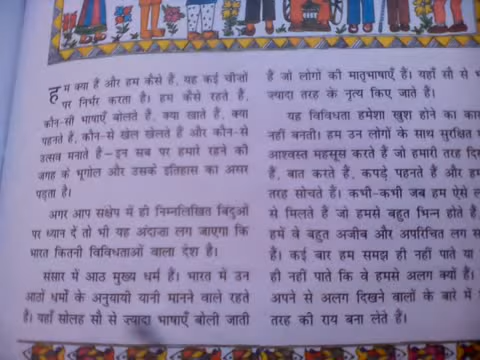 हम क्या हैं और हम कैसे हैं, यह कई चीज़ों
पर निर्भर करता है। हम कैसे रहते हैं,
कौन-सी भाषाएँ बोलते हैं, क्या खाते हैं, क्या
पहनते हैं, कौन-से खेल खेलते हैं और कौन-से
उत्सव मनाते हैं–इन सब पर हमारे रहने की
जगह के भूगोल और उसके इतिहास का असर
पड़ता है।
अगर आप संक्षेप में ही निम्नलिखित बिंदुओं
पर ध्यान दें तो भी यह अंदाज़ा लग जाएगा कि
भारत कितनी विविधताओं वाला देश है।
संसार में आठ मुख्य धर्म हैं। भारत में उन
आठों धर्मों के अनुयायी यानी मानने वाले रहते
हैं। यहाँ सोलह सौ से ज़्यादा भाषाएँ बोली जाती
हैं जो लोगों की मातृभाषाएँ हैं। यहाँ सौ से भ
ज़्यादा तरह के नृत्य किए जाते हैं।
यह विविधता हमेशा खुश होने का कार
नहीं बनती। हम उन लोगों के साथ सुरक्षित
आश्वस्त महसूस करते हैं जो हमारी तरह दि
हैं, बात करते हैं, कपड़े पहनते हैं और हम
तरह सोचते हैं। कभी-कभी जब हम ऐसे ल
से मिलते हैं जो हमसे बहुत भिन्न होते हैं,
हमें वे बहुत अजीब और अपरिचित लग स
हैं। कई बार हम समझ ही नहीं पाते या
ही नहीं पाते कि वे हमसे अलग क्यों हैं।
अपने से अलग दिखने वालों के बारे में
तरह की राय बना लेते हैं।